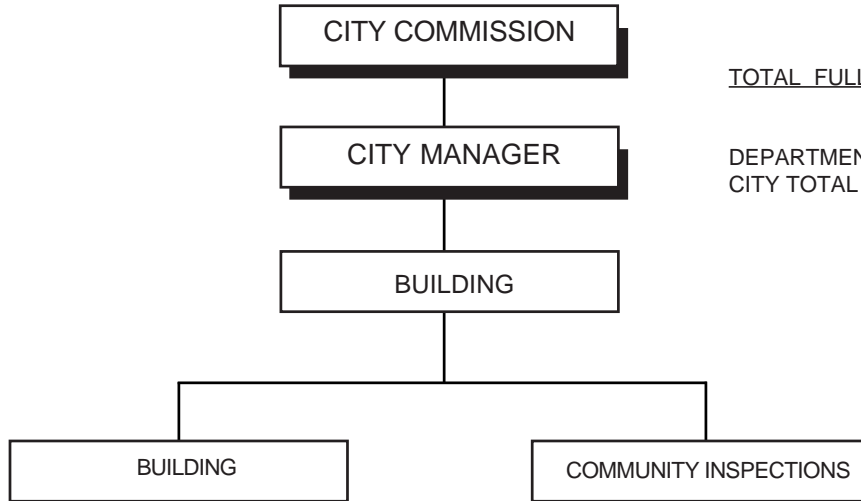 CITY COMMISSION
TOTAL FULL
CITY MANAGER
DEPARTMEN
CITY TOTAL
BUILDING
BUILDING
COMMUNITY INSPECTIONS